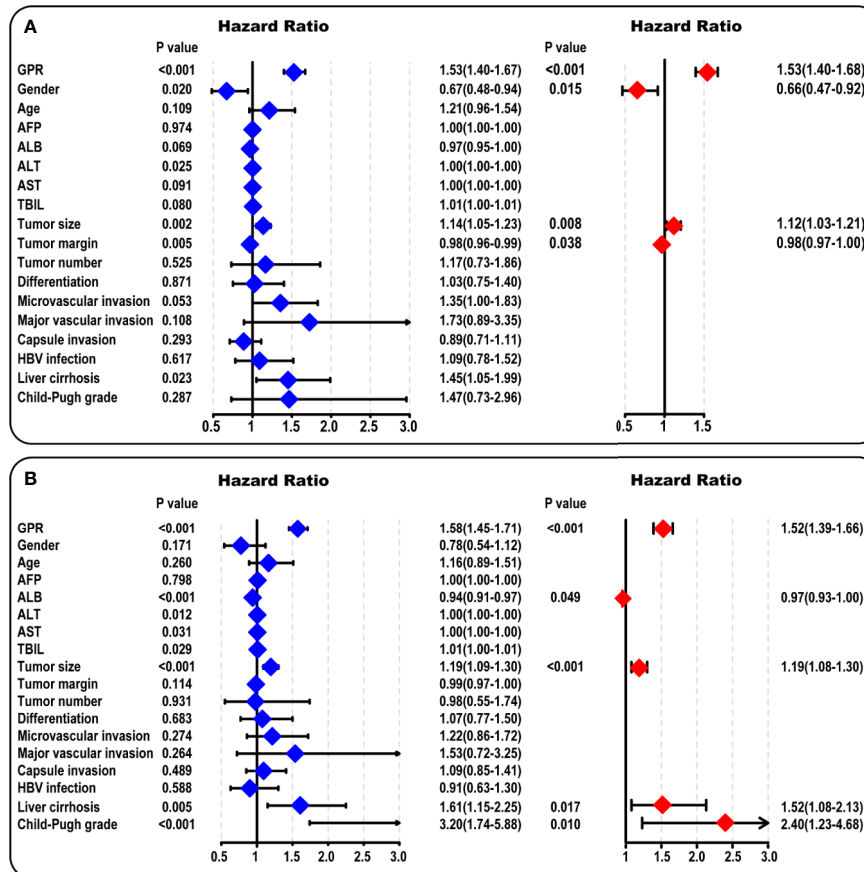 A
Hazard Ratio Hazard Ratio
P value P value
GPR <0.001 1.53(1.40-1.67) <0.001 1.53(1.40-1.68)
Gender 0.020 0.67(0.48-0.94) 0.015 0.66(0.47-0.92)
Age 0.109 1.21(0.96-1.54)
AFP 0.974 1.00(1.00-1.00)
ALB 0.069 0.97(0.95-1.00)
ALT 0.025 1.00(1.00-1.00)
AST 0.091 1.00(1.00-1.00)
TBIL 0.080 1.01(1.00-1.01)
Tumor size 0.002 1.14(1.05-1.23) 0.008 1.12(1.03-1.21)
Tumor margin 0.005 0.98(0.96-0.99) 0.038 0.98(0.97-1.00)
Tumor number 0.525 1.17(0.73-1.86)
Differentiation 0.871 1.03(0.75-1.40)
Microvascular invasion 0.053 1.35(1.00-1.83)
Major vascular invasion 0.108 1.73(0.89-3.35)
Capsule invasion 0.293 0.89(0.71-1.11)
HBV infection 0.617 1.09(0.78-1.52)
Liver cirrhosis 0.023 1.45(1.05-1.99)
Child-Pugh grade 0.287 1.47(0.73-2.96)
0.5 1 1.5 2.0 2.5 3.0 0.5 1 1.5
B
Hazard Ratio Hazard Ratio
P value P value
GPR <0.001 1.58(1.45-1.71) <0.001 1.52(1.39-1.66)
Gender 0.171 0.78(0.54-1.12)
Age 0.260 1.16(0.89-1.51)
AFP 0.798 1.00(1.00-1.00)
ALB <0.001 0.94(0.91-0.97) 0.049 0.97(0.93-1.00)
ALT 0.012 1.00(1.00-1.00)
AST 0.031 1.00(1.00-1.00)
TBIL 0.029 1.01(1.00-1.01)
Tumor size <0.001 1.19(1.09-1.30) <0.001 1.19(1.08-1.30)
Tumor margin 0.114 0.99(0.97-1.00)
Tumor number 0.931 0.98(0.55-1.74)
Differentiation 0.683 1.07(0.77-1.50)
Microvascular invasion 0.274 1.22(0.86-1.72)
Major vascular invasion 0.264 1.53(0.72-3.25)
Capsule invasion 0.489 1.09(0.85-1.41)
HBV infection 0.588 0.91(0.63-1.30)
Liver cirrhosis 0.005 1.61(1.15-2.25) 0.017 1.52(1.08-2.13)
Child-Pugh grade <0.001 3.20(1.74-5.88) 0.010 2.40(1.23-4.68)
0.5 1 1.5 2.0 2.5 3.0 1 1.5 2.0 2.5 3.0